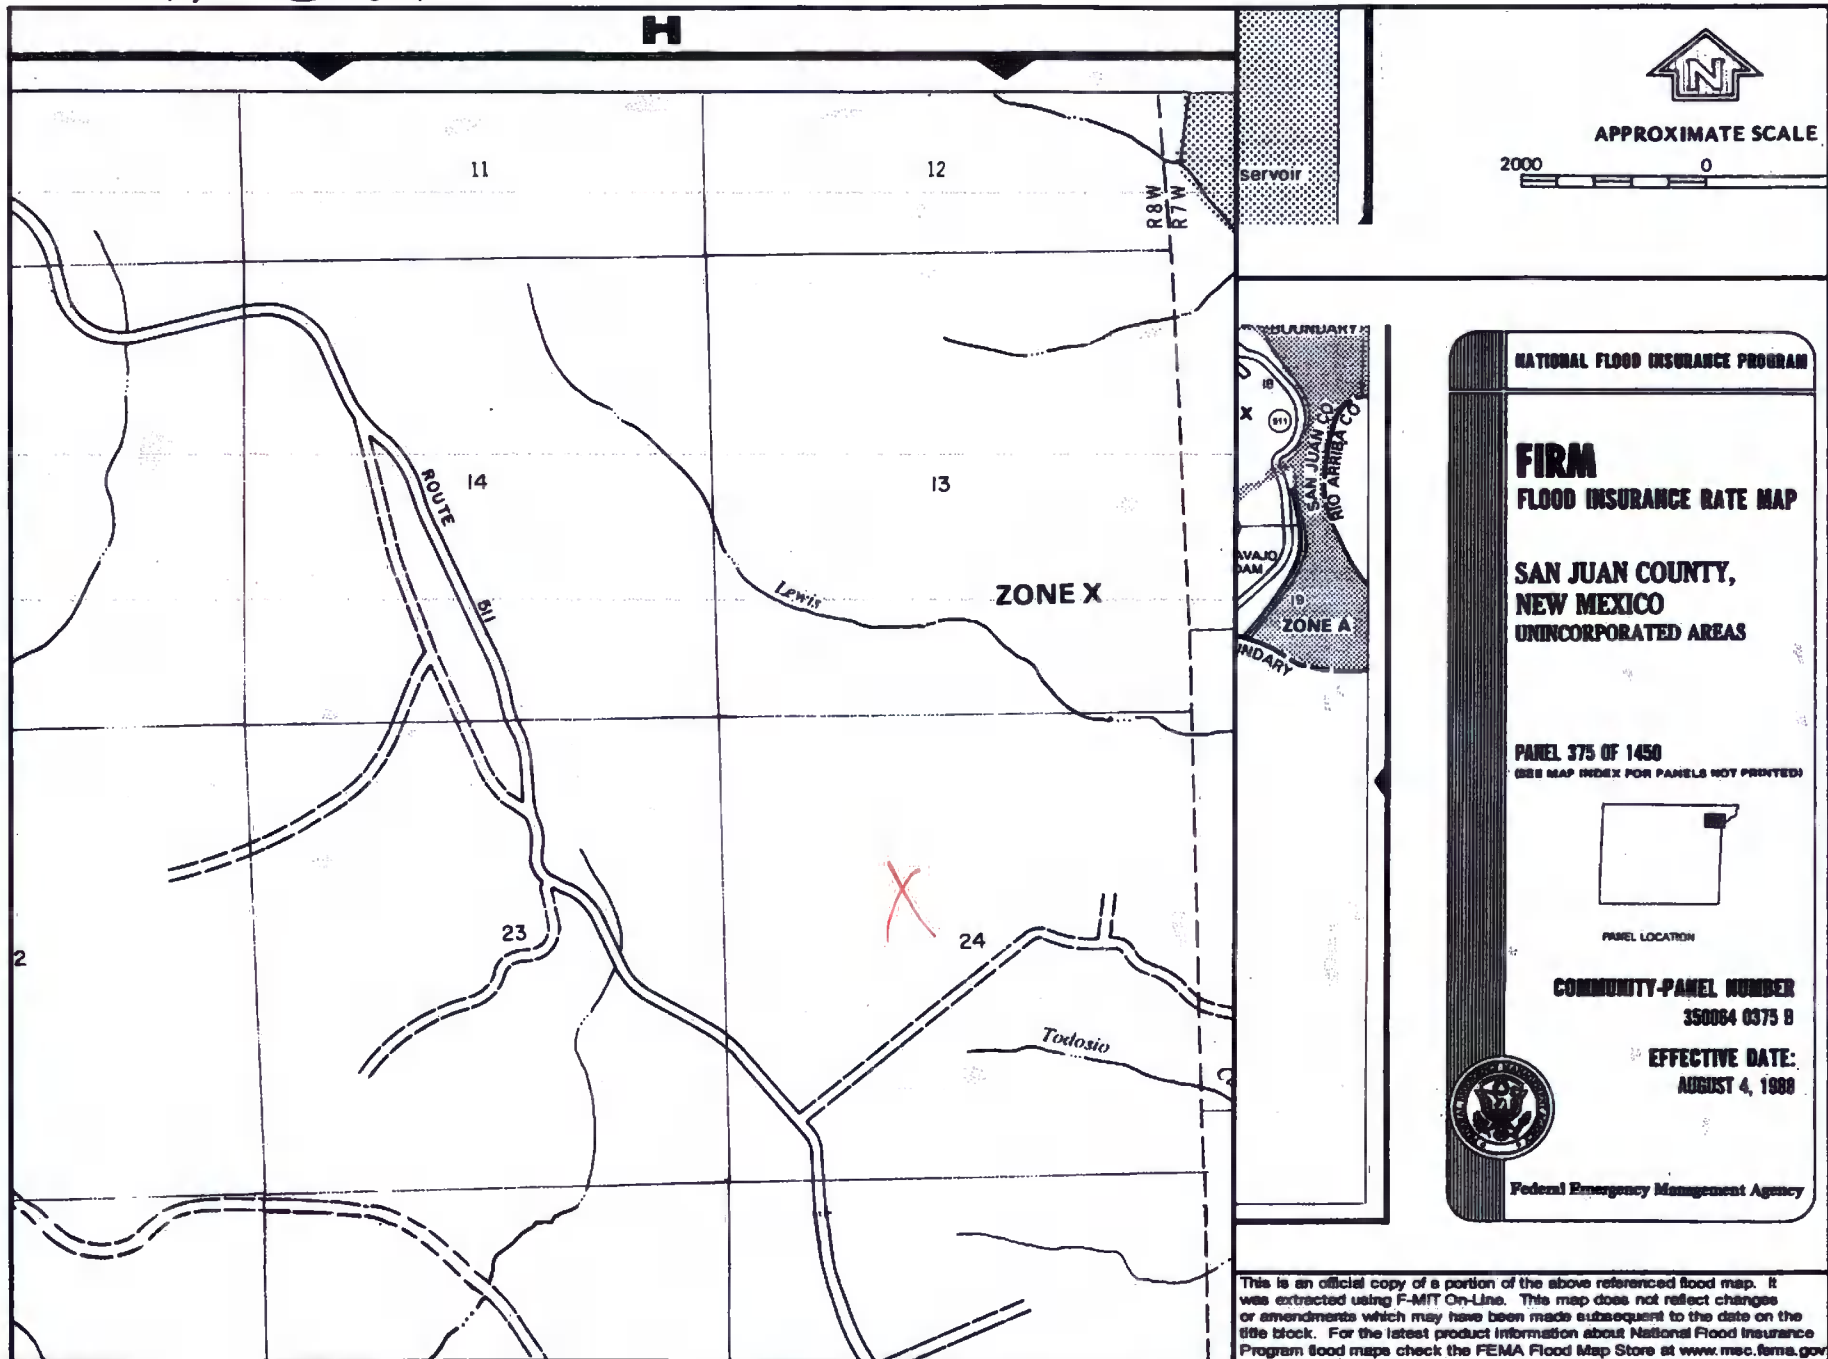 H
11
12
R 8 W
R 7 W
servoir
APPROXIMATE SCALE
2000 0
BOUNDARY
18
X
511
SAN JUAN CO
RIO ARRIBA CO
AVAJO
DAM
19
ZONE A
NDARY
14
13
ROUTE
511
Lewis
ZONE X
23
24
2
X
Todosio
NATIONAL FLOOD INSURANCE PROGRAM
FIRM
FLOOD INSURANCE RATE MAP
SAN JUAN COUNTY,
NEW MEXICO
UNINCORPORATED AREAS
PANEL 375 OF 1450
(SEE MAP INDEX FOR PANELS NOT PRINTED)
PANEL LOCATION
COMMUNITY-PANEL NUMBER
350064 0375 B
EFFECTIVE DATE:
AUGUST 4, 1988
Federal Emergency Management Agency
This is an official copy of a portion of the above referenced flood map. It
was extracted using F-MIT On-Line. This map does not reflect changes
or amendments which may have been made subsequent to the date on the
title block. For the latest product information about National Flood Insurance
Program flood maps check the FEMA Flood Map Store at www.msc.fema.gov